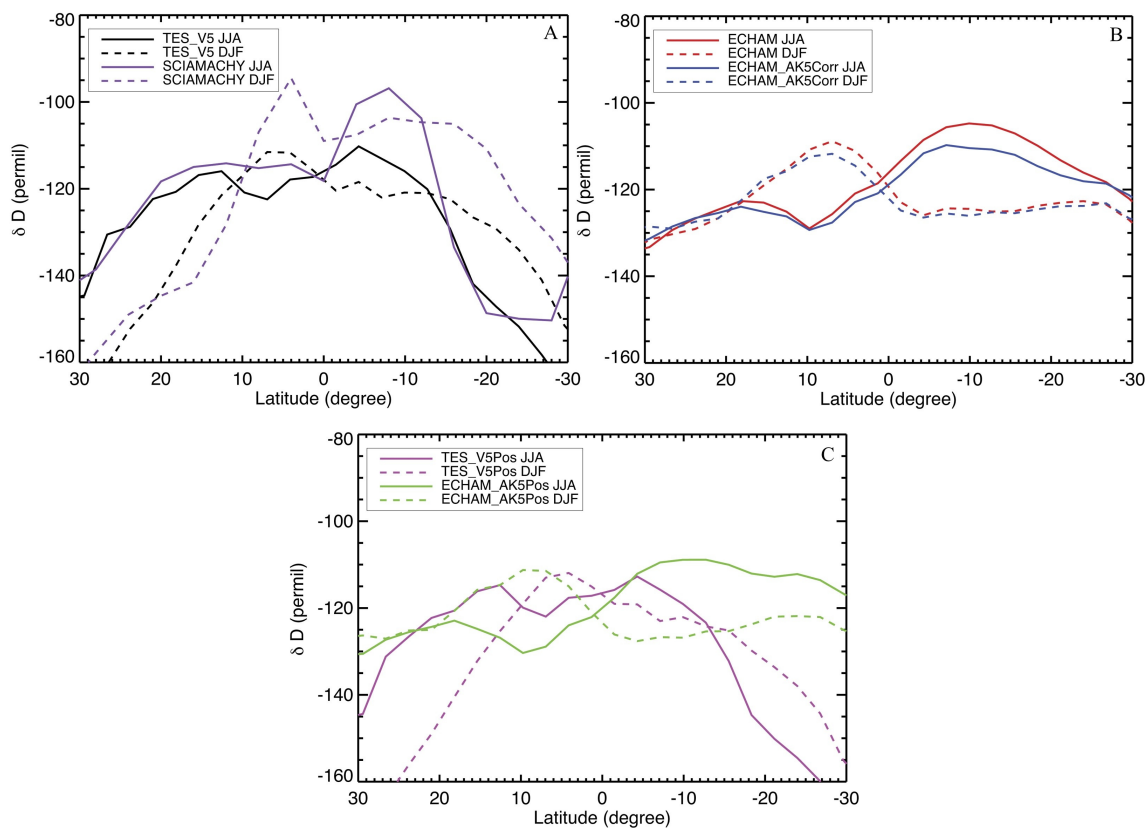 A
TES_V5 JJA
TES_V5 DJF
SCIAMACHY JJA
SCIAMACHY DJF
δ D (permil)
-80
-100
-120
-140
-160
30 20 10 0 -10 -20 -30
Latitude (degree)
B
ECHAM JJA
ECHAM DJF
ECHAM_AK5Corr JJA
ECHAM_AK5Corr DJF
δ D (permil)
-80
-100
-120
-140
-160
30 20 10 0 -10 -20 -30
Latitude (degree)
C
TES_V5Pos JJA
TES_V5Pos DJF
ECHAM_AK5Pos JJA
ECHAM_AK5Pos DJF
δ D (permil)
-80
-100
-120
-140
-160
30 20 10 0 -10 -20 -30
Latitude (degree)